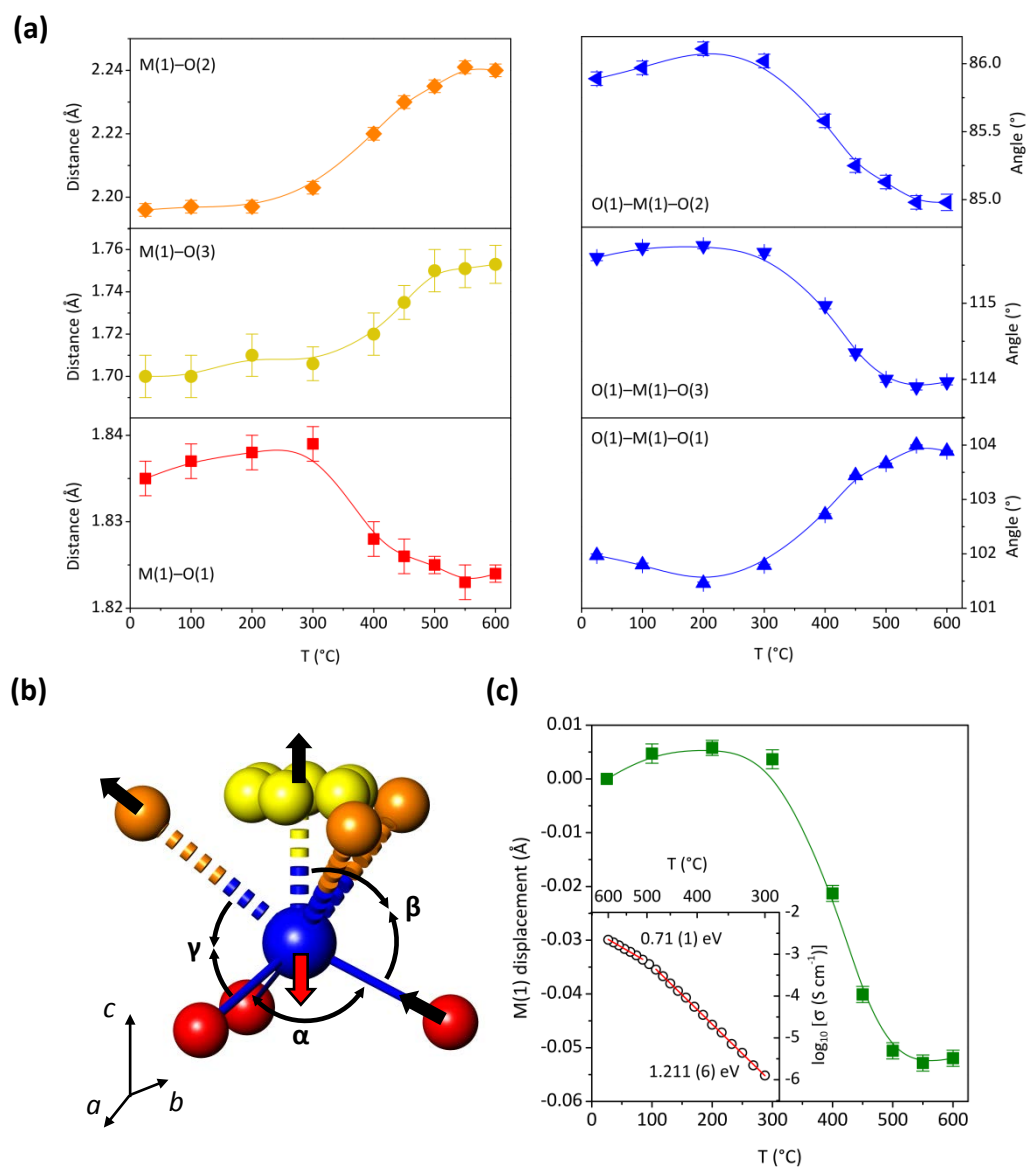 (a)
M(1)–O(2)
2.24
2.22
2.20
Distance (Å)
M(1)–O(3)
1.76
1.74
1.72
1.70
Distance (Å)
M(1)–O(1)
1.84
1.83
1.82
Distance (Å)
0 100 200 300 400 500 600
T (°C)
O(1)–M(1)–O(2)
86.0
85.5
85.0
Angle (°)
O(1)–M(1)–O(3)
115
114
Angle (°)
O(1)–M(1)–O(1)
104
103
102
101
Angle (°)
0 100 200 300 400 500 600
T (°C)
(b)
β
γ
α
c
a
b
(c)
0.01
0.00
-0.01
-0.02
-0.03
-0.04
-0.05
-0.06
M(1) displacement (Å)
T (°C)
600 500 400 300
0.71 (1) eV
1.211 (6) eV
-2
-3
-4
-5
-6
log10 [σ (S cm⁻¹)]
0 100 200 300 400 500 600
T (°C)